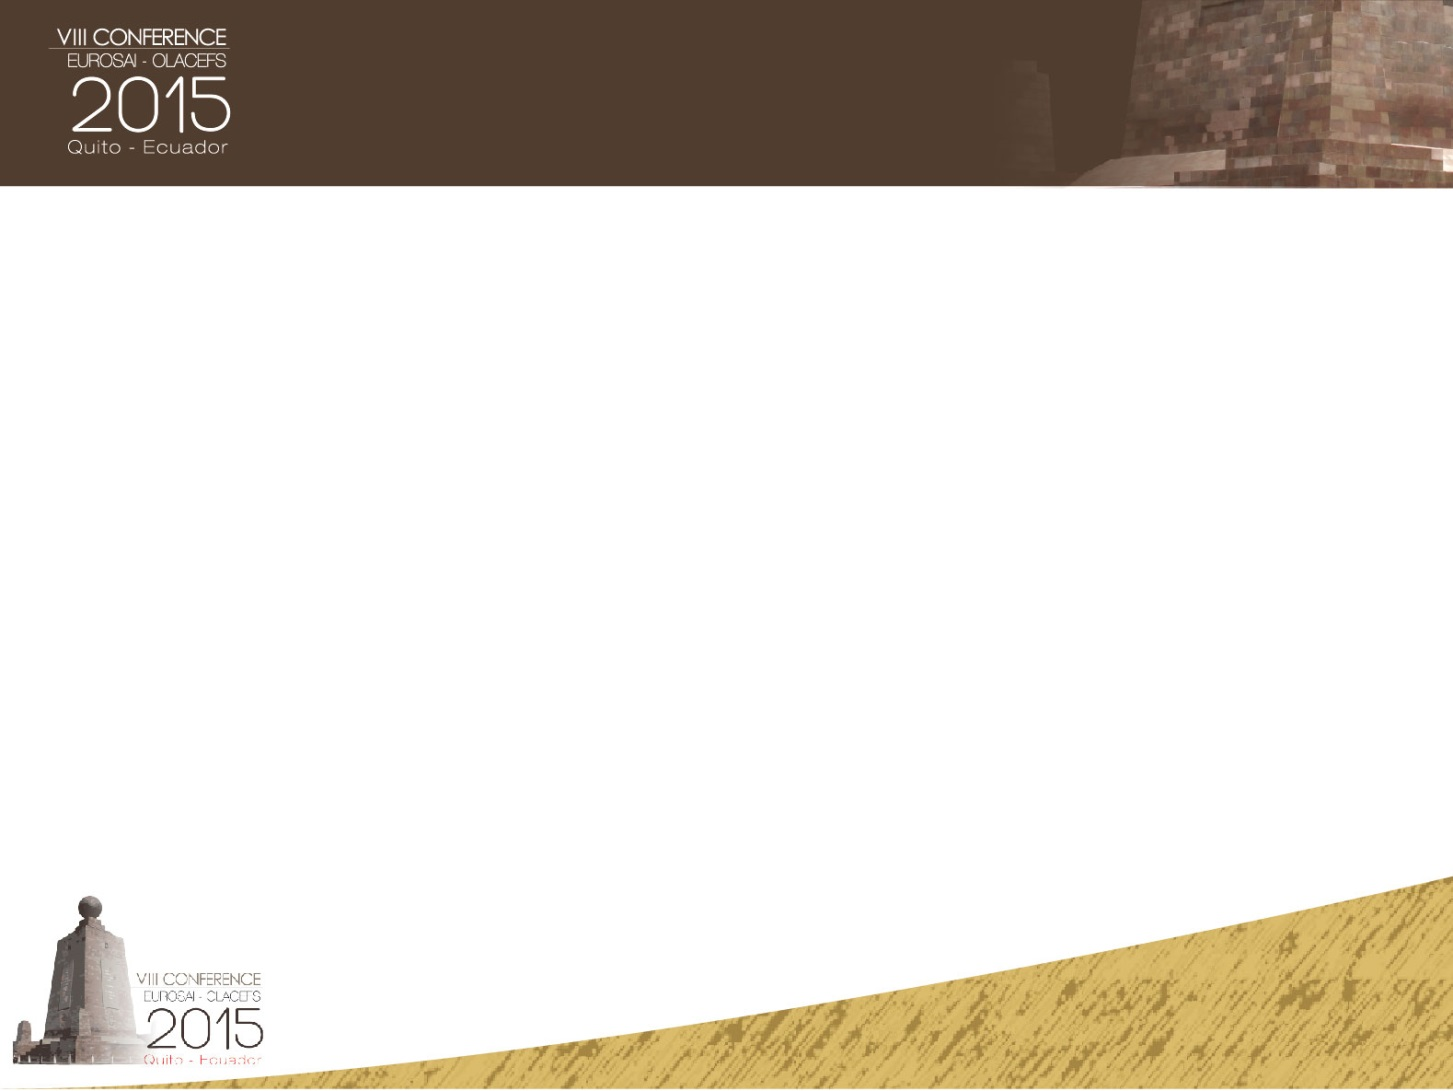 VIII CONFERENCE
EUROSAI - OLACEFS
2015
Quito - Ecuador
VIII CONFERENCE
EUROSAI - OLACEFS
2015
Quito - Ecuador